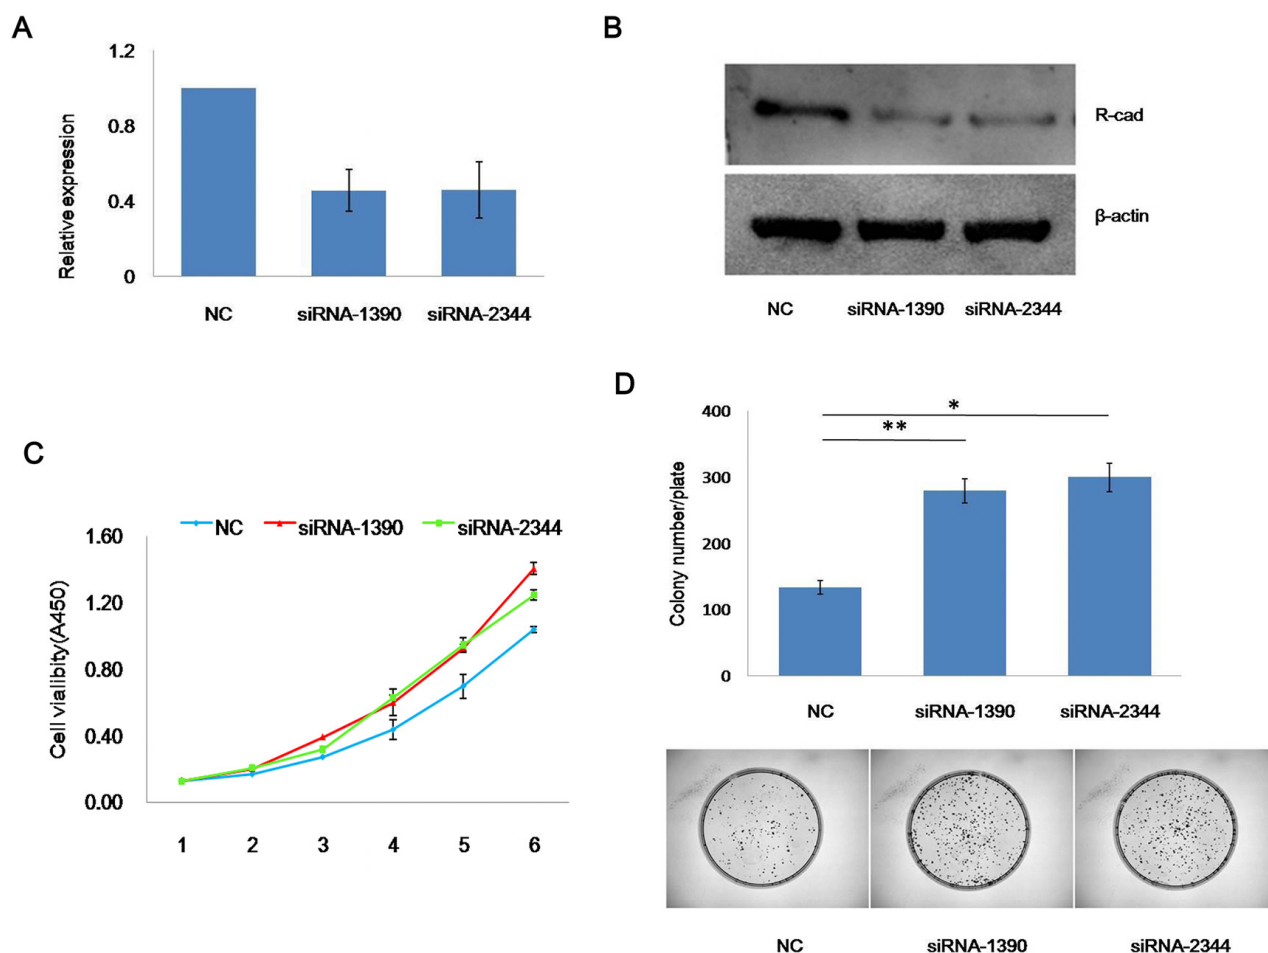 A
1.2
0.8
0.4
0
Relative expression
NC siRNA-1390 siRNA-2344
B
R-cad
β-actin
NC siRNA-1390 siRNA-2344
C
NC siRNA-1390 siRNA-2344
1.60
1.20
0.80
0.40
0.00
Cell vialibity(A450)
1 2 3 4 5 6
D
400
300
200
100
0
Colony number/plate
*
**
NC siRNA-1390 siRNA-2344
NC siRNA-1390 siRNA-2344